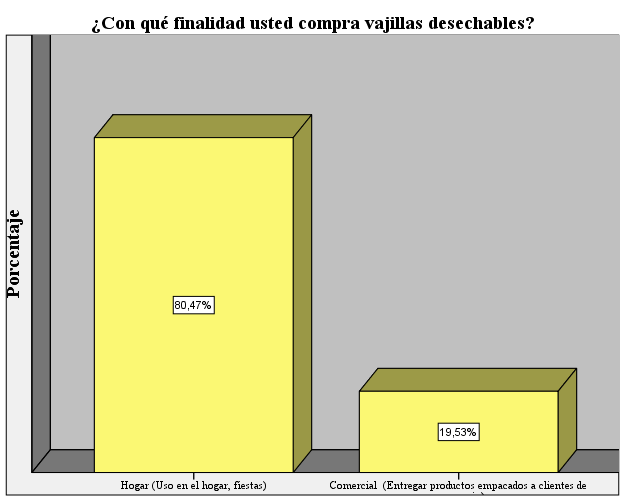 ¿Con qué finalidad usted compra vajillas desechables?
Porcentaje
80,47%
19,53%
Hogar (Uso en el hogar, fiestas)
Comercial (Entregar productos empacados a clientes de